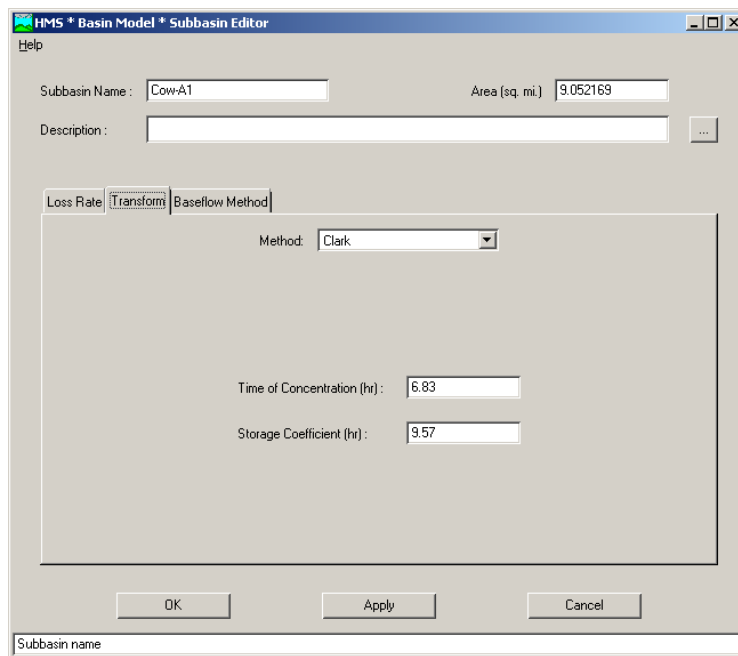 HMS * Basin Model * Subbasin Editor
Help
Subbasin Name : Cow-A1 Area (sq. mi.) 9.052169
Description : ...
Loss Rate Transform Baseflow Method
Method: Clark
Time of Concentration (hr) : 6.83
Storage Coefficient (hr) : 9.57
OK Apply Cancel
Subbasin name